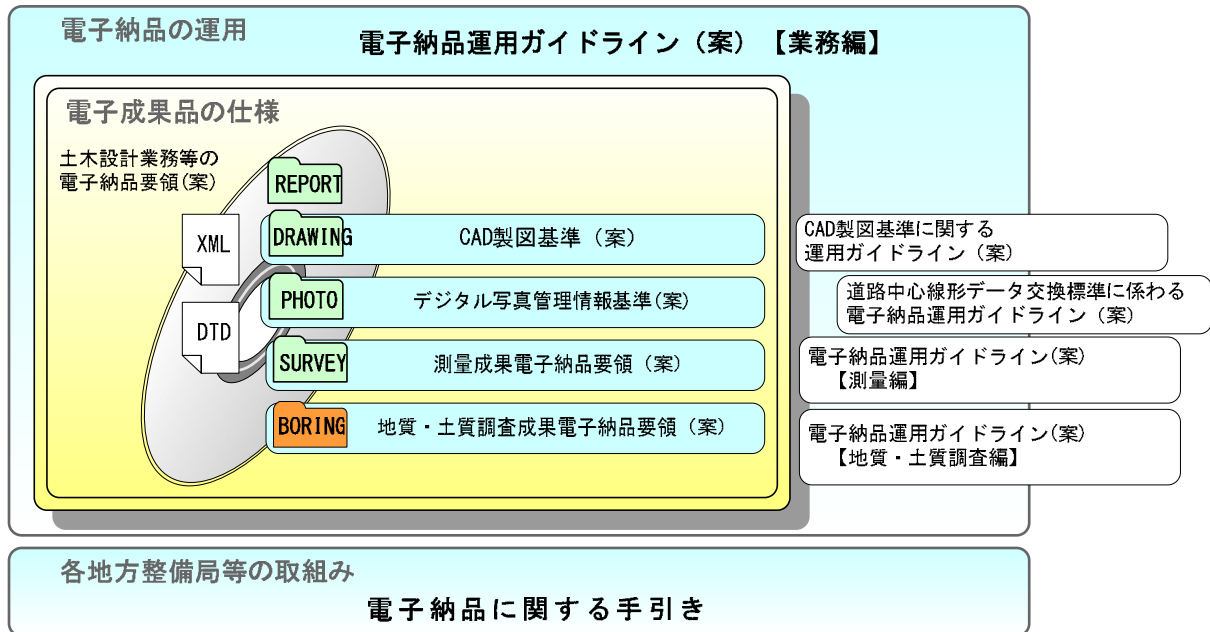 電子納品の運用
電子納品運用ガイドライン（案）【業務編】
電子成果品の仕様
土木設計業務等の
電子納品要領(案)
REPORT
XML
DRAWING
CAD製図基準（案）
CAD製図基準に関する
運用ガイドライン（案）
PHOTO
デジタル写真管理情報基準(案)
道路中心線形データ交換標準に係わる
電子納品運用ガイドライン（案）
DTD
SURVEY
測量成果電子納品要領（案）
電子納品運用ガイドライン(案)
【測量編】
BORING
地質・土質調査成果電子納品要領（案）
電子納品運用ガイドライン(案)
【地質・土質調査編】
各地方整備局等の取組み
電子納品に関する手引き